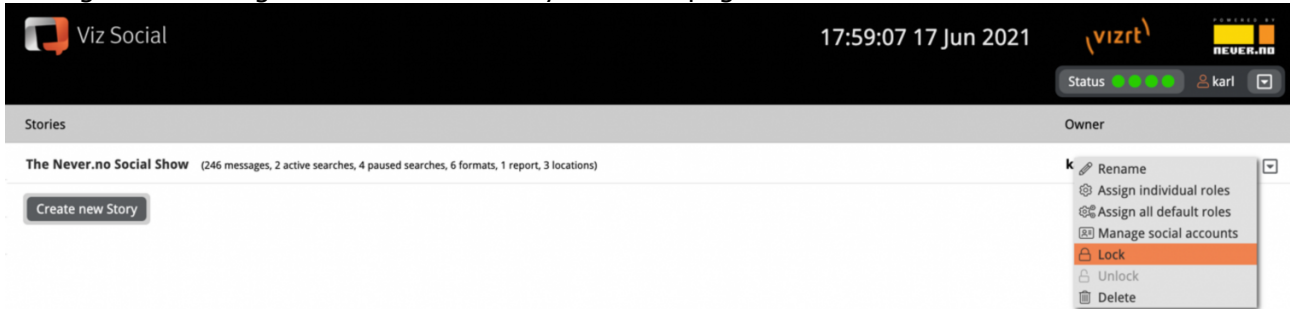 Viz Social
17:59:07 17 Jun 2021
vizrt
POWERED BY
never.no
Status
karl
Stories
Owner
The Never.no Social Show (246 messages, 2 active searches, 4 paused searches, 6 formats, 1 report, 3 locations)
k
Create new Story
Rename
Assign individual roles
Assign all default roles
Manage social accounts
Lock
Unlock
Delete